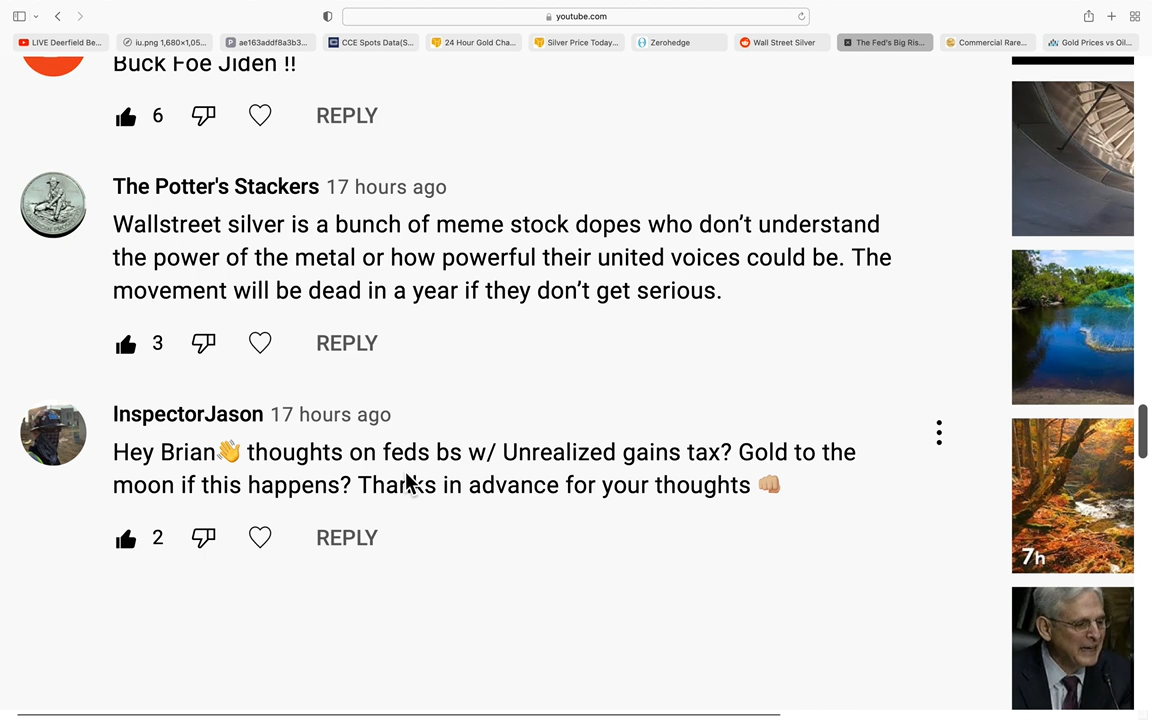 youtube.com
LIVE Deerfield Be...
iu.png 1,680×1,05...
ae163addf8a3b3...
CCE Spots Data(S...
24 Hour Gold Cha...
Silver Price Today...
Zerohedge
Wall Street Silver
The Fed's Big Ris...
Commercial Rare...
Gold Prices vs Oil...
Buck Foe Jiden !!
6 REPLY
The Potter's Stackers 17 hours ago
Wallstreet silver is a bunch of meme stock dopes who don’t understand
the power of the metal or how powerful their united voices could be. The
movement will be dead in a year if they don’t get serious.
3 REPLY
InspectorJason 17 hours ago
Hey Brian👋 thoughts on feds bs w/ Unrealized gains tax? Gold to the
moon if this happens? Thanks in advance for your thoughts 👊🏼
2 REPLY
7h